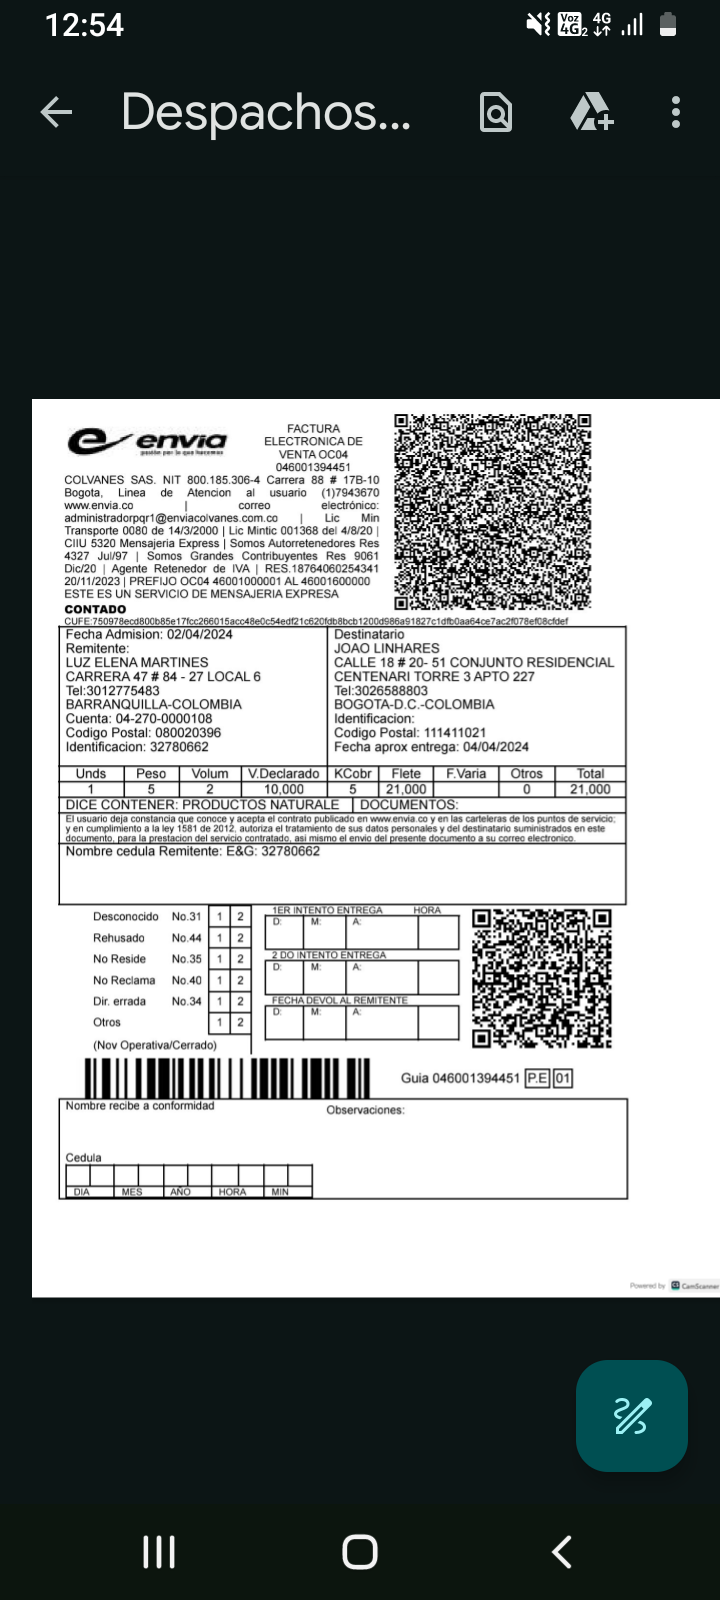 12:54
Voz 4G2 4G
Despachos...
envia
pasión por lo que hacemos
FACTURA
ELECTRONICA DE
VENTA OC04
046001394451
COLVANES SAS. NIT 800.185.306-4 Carrera 88 # 17B-10
Bogota, Linea de Atencion al usuario (1)7943670
www.envia.co | correo electrónico:
administradorpqr1@enviacolvanes.com.co | Lic Min
Transporte 0080 de 14/3/2000 | Lic Mintic 001368 del 4/8/20 |
CIIU 5320 Mensajeria Express | Somos Autorretenedores Res
4327 Jul/97 | Somos Grandes Contribuyentes Res 9061
Dic/20 | Agente Retenedor de IVA | RES.18764060254341
20/11/2023 | PREFIJO OC04 46001000001 AL 46001600000
ESTE ES UN SERVICIO DE MENSAJERIA EXPRESA
CONTADO
CUFE:750978ecd800b85e17fcc266015acc48e0c54edf21c620fdb8bcb1200d986a91827c1dfb0aa64ce7ac2f078ef08cfdef
Fecha Admision: 02/04/2024
Remitente:
LUZ ELENA MARTINES
CARRERA 47 # 84 - 27 LOCAL 6
Tel:3012775483
BARRANQUILLA-COLOMBIA
Cuenta: 04-270-0000108
Codigo Postal: 080020396
Identificacion: 32780662
Destinatario
JOAO LINHARES
CALLE 18 # 20- 51 CONJUNTO RESIDENCIAL
CENTENARI TORRE 3 APTO 227
Tel:3026588803
BOGOTA-D.C.-COLOMBIA
Identificacion:
Codigo Postal: 111411021
Fecha aprox entrega: 04/04/2024
Unds Peso Volum V.Declarado KCobr Flete F.Varia Otros Total
1 5 2 10,000 5 21,000 0 21,000
DICE CONTENER: PRODUCTOS NATURALE DOCUMENTOS:
El usuario deja constancia que conoce y acepta el contrato publicado en www.envia.co y en las carteleras de los puntos de servicio;
y en cumplimiento a la ley 1581 de 2012, autoriza el tratamiento de sus datos personales y del destinatario suministrados en este
documento, para la prestacion del servicio contratado, asi mismo el envio del presente documento a su correo electronico.
Nombre cedula Remitente: E&G: 32780662
Desconocido No.31 1 2
Rehusado No.44 1 2
No Reside No.35 1 2
No Reclama No.40 1 2
Dir. errada No.34 1 2
Otros 1 2
(Nov Operativa/Cerrado)
1ER INTENTO ENTREGA HORA
D: M: A:
2 DO INTENTO ENTREGA
D: M: A:
FECHA DEVOL AL REMITENTE
D: M: A:
Guia 046001394451 P.E 01
Nombre recibe a conformidad
Observaciones:
Cedula
DIA MES AÑO HORA MIN
Powered by CamScanner